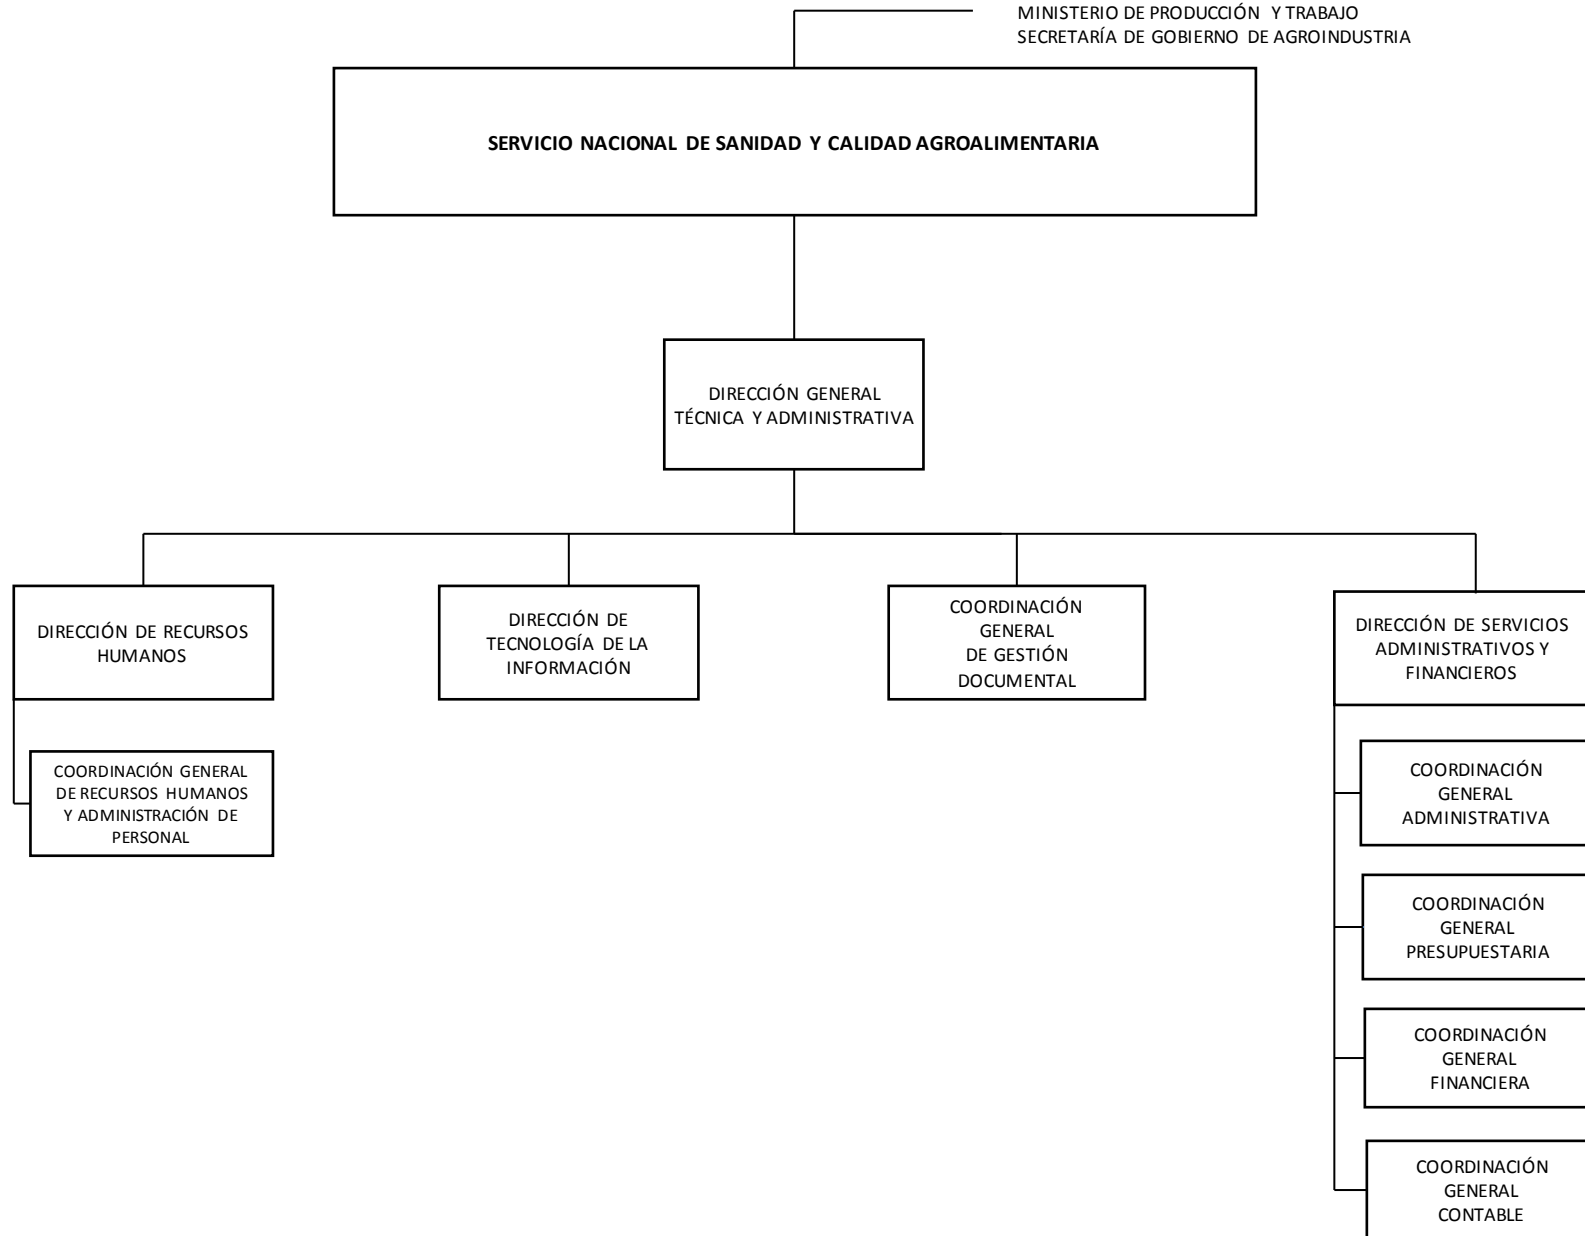 MINISTERIO DE PRODUCCIÓN Y TRABAJO
SECRETARÍA DE GOBIERNO DE AGROINDUSTRIA
SERVICIO NACIONAL DE SANIDAD Y CALIDAD AGROALIMENTARIA
DIRECCIÓN GENERAL
TÉCNICA Y ADMINISTRATIVA
DIRECCIÓN DE RECURSOS
HUMANOS
DIRECCIÓN DE
TECNOLOGÍA DE LA
INFORMACIÓN
COORDINACIÓN
GENERAL
DE GESTIÓN
DOCUMENTAL
DIRECCIÓN DE SERVICIOS
ADMINISTRATIVOS Y
FINANCIEROS
COORDINACIÓN GENERAL
DE RECURSOS HUMANOS
Y ADMINISTRACIÓN DE
PERSONAL
COORDINACIÓN
GENERAL
ADMINISTRATIVA
COORDINACIÓN
GENERAL
PRESUPUESTARIA
COORDINACIÓN
GENERAL
FINANCIERA
COORDINACIÓN
GENERAL
CONTABLE